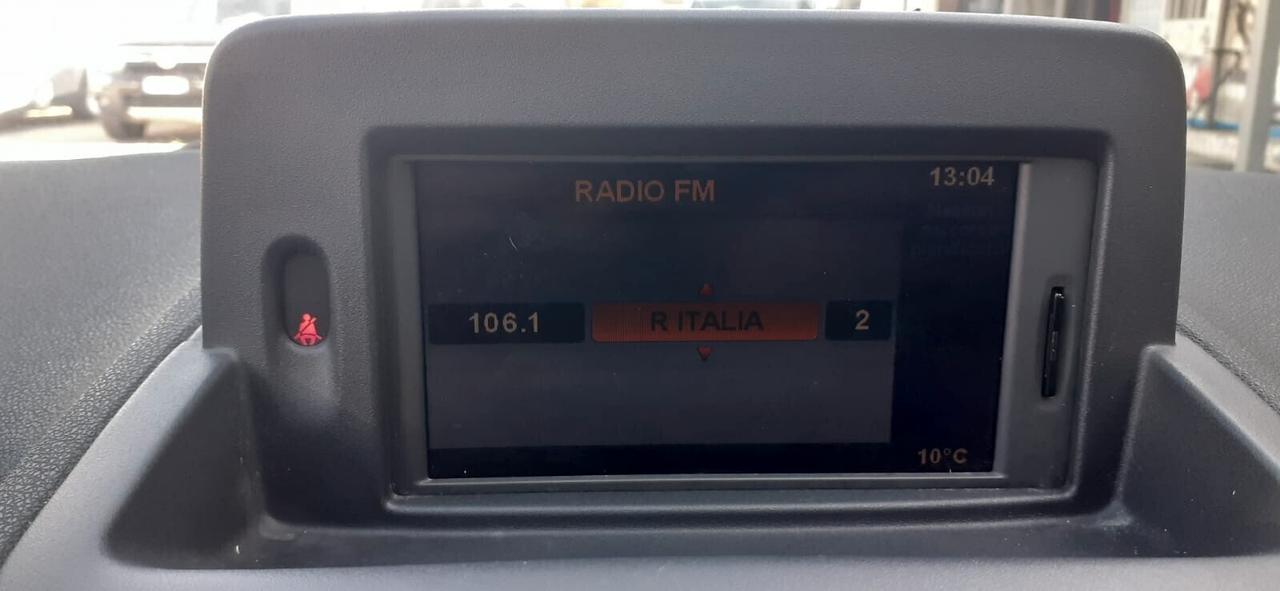 RADIO FM
13:04
106.1
R ITALIA
2
10°C